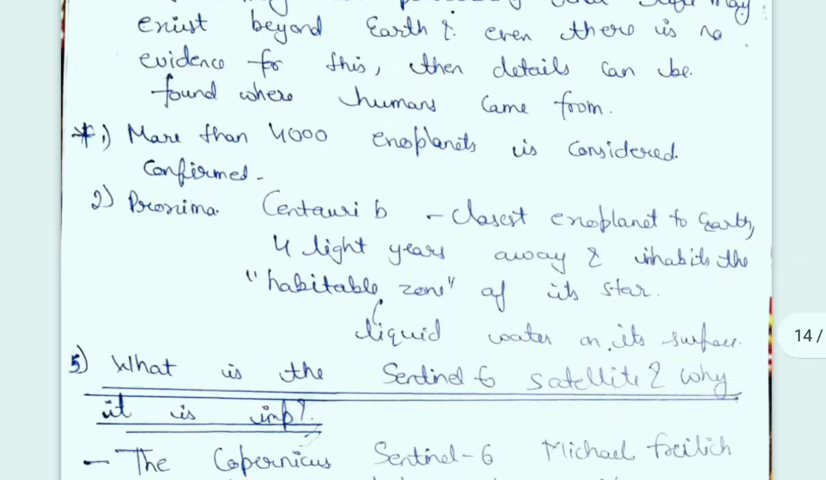 may
exist beyond Earth & even there is no
evidence for this, then details can be
found where humans came from.
* 1) More than 4000 exoplanets is considered
Confirmed -
2) Proxima Centauri b - closest exoplanet to Earth,
4 light years away & inhabits the
"habitable zone" of its star.
liquid water on its surface.
5) What is the Sentinel 6 satellite & why
it is imp?
- The Copernicus Sentinel-6 Michael Freilich
14/